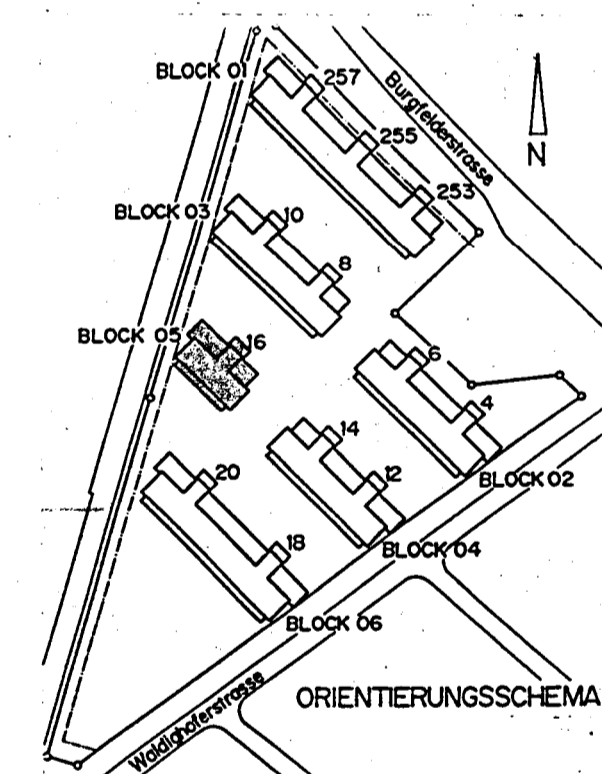 BLOCK 01
257
Burgfelderstrasse
255
N
253
BLOCK 03
10
8
BLOCK 05
16
6
4
14
20
12
BLOCK 02
18
BLOCK 04
BLOCK 06
Waldighoferstrasse
ORIENTIERUNGSSCHEMA